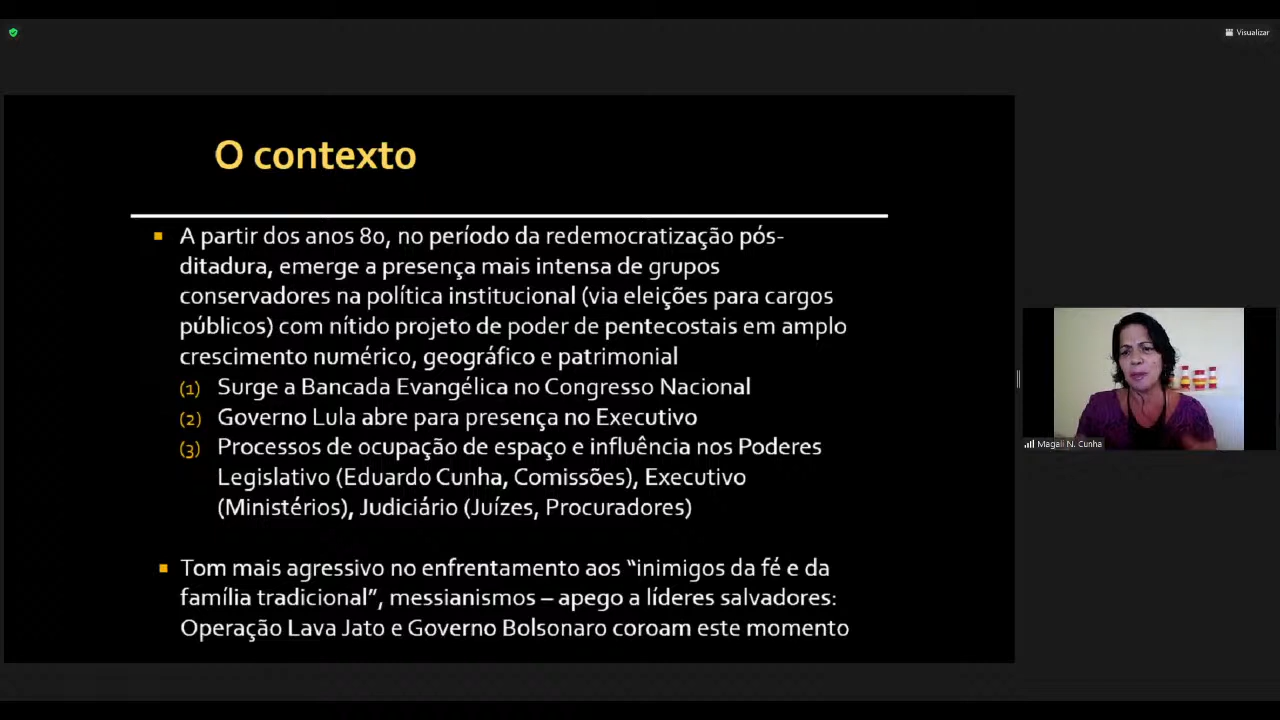 Visualizar
O contexto
A partir dos anos 80, no período da redemocratização pós-
ditadura, emerge a presença mais intensa de grupos
conservadores na política institucional (via eleições para cargos
públicos) com nítido projeto de poder de pentecostais em amplo
crescimento numérico, geográfico e patrimonial
(1) Surge a Bancada Evangélica no Congresso Nacional
(2) Governo Lula abre para presença no Executivo
(3) Processos de ocupação de espaço e influência nos Poderes
Legislativo (Eduardo Cunha, Comissões), Executivo
(Ministérios), Judiciário (Juízes, Procuradores)
Tom mais agressivo no enfrentamento aos “inimigos da fé e da
família tradicional”, messianismos – apego a líderes salvadores:
Operação Lava Jato e Governo Bolsonaro coroam este momento
Magali N. Cunha